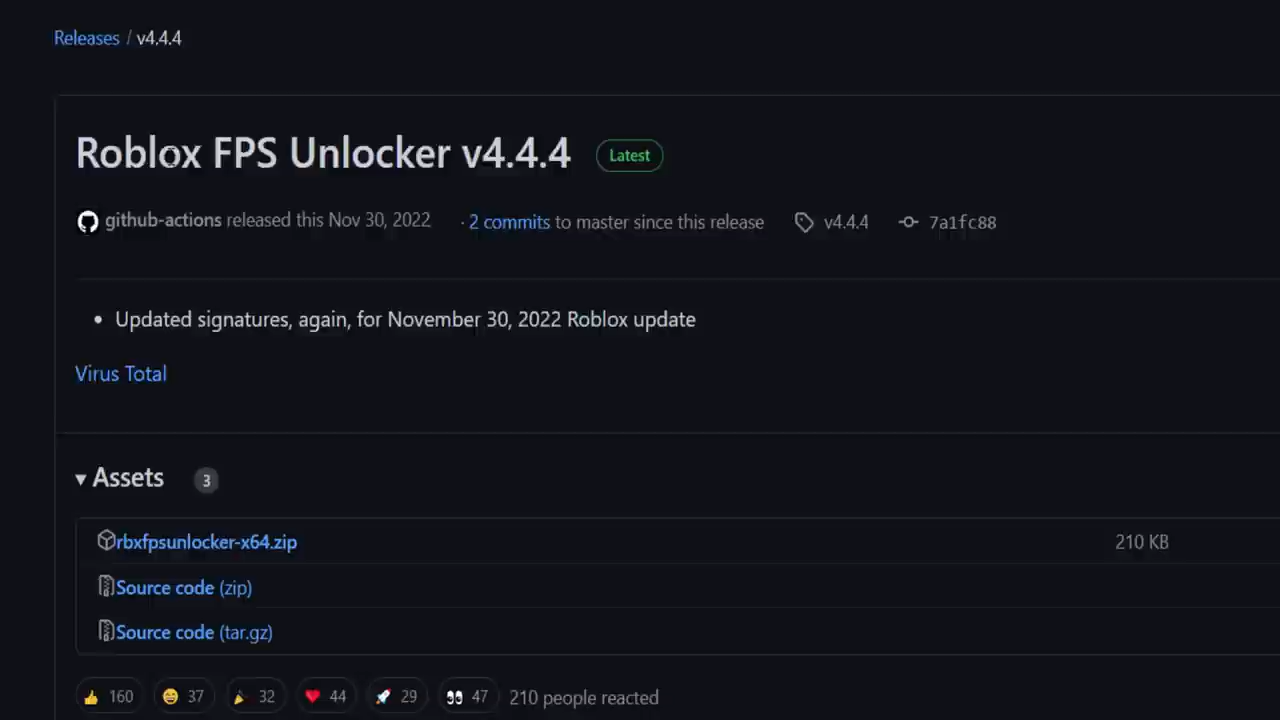 Releases / v4.4.4
Roblox FPS Unlocker v4.4.4 Latest
github-actions released this Nov 30, 2022 · 2 commits to master since this release v4.4.4 7a1fc88
• Updated signatures, again, for November 30, 2022 Roblox update
Virus Total
▾ Assets 3
rbxfpsunlocker-x64.zip 210 KB
Source code (zip)
Source code (tar.gz)
👍 160 😄 37 🎉 32 ❤️ 44 🚀 29 👀 47 210 people reacted